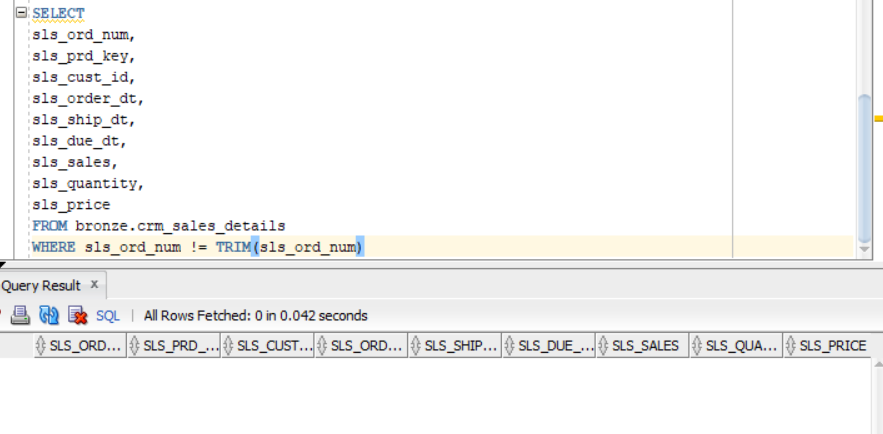 SELECT
sls_ord_num,
sls_prd_key,
sls_cust_id,
sls_order_dt,
sls_ship_dt,
sls_due_dt,
sls_sales,
sls_quantity,
sls_price
FROM bronze.crm_sales_details
WHERE sls_ord_num != TRIM(sls_ord_num)
Query Result x
SQL | All Rows Fetched: 0 in 0.042 seconds
SLS_ORD... SLS_PRD_... SLS_CUST... SLS_ORD... SLS_SHIP... SLS_DUE_... SLS_SALES SLS_QUA... SLS_PRICE